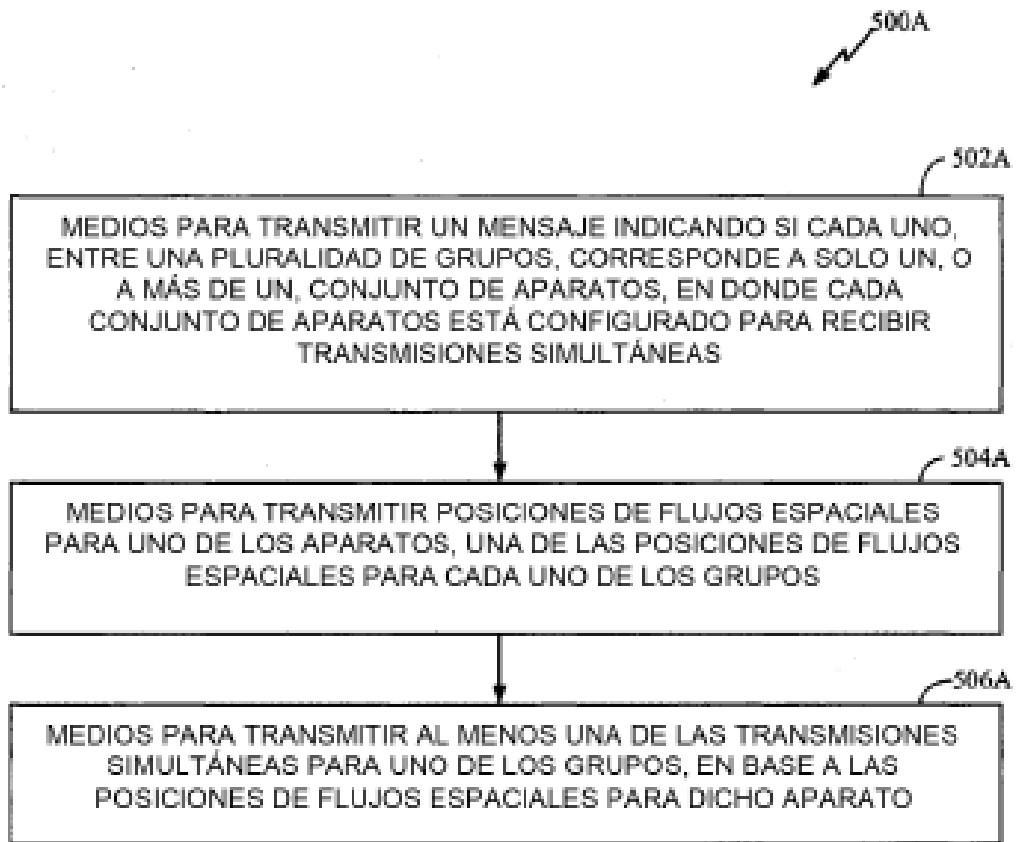 500A
502A
MEDIOS PARA TRANSMITIR UN MENSAJE INDICANDO SI CADA UNO,
ENTRE UNA PLURALIDAD DE GRUPOS, CORRESPONDE A SOLO UN, O
A MÁS DE UN, CONJUNTO DE APARATOS, EN DONDE CADA
CONJUNTO DE APARATOS ESTÁ CONFIGURADO PARA RECIBIR
TRANSMISIONES SIMULTÁNEAS
504A
MEDIOS PARA TRANSMITIR POSICIONES DE FLUJOS ESPACIALES
PARA UNO DE LOS APARATOS, UNA DE LAS POSICIONES DE FLUJOS
ESPACIALES PARA CADA UNO DE LOS GRUPOS
506A
MEDIOS PARA TRANSMITIR AL MENOS UNA DE LAS TRANSMISIONES
SIMULTÁNEAS PARA UNO DE LOS GRUPOS, EN BASE A LAS
POSICIONES DE FLUJOS ESPACIALES PARA DICHO APARATO